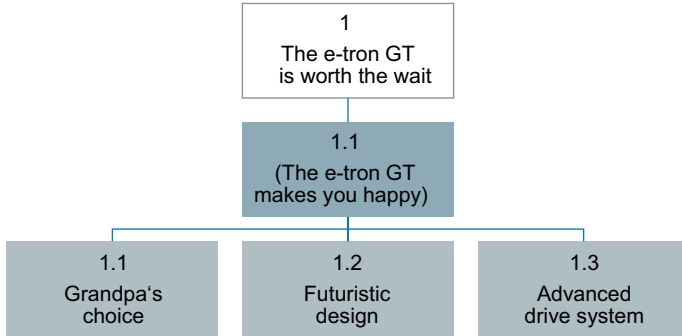 1
The e-tron GT
is worth the wait
1.1
(The e-tron GT
makes you happy)
1.1
Grandpa‘s
choice
1.2
Futuristic
design
1.3
Advanced
drive system